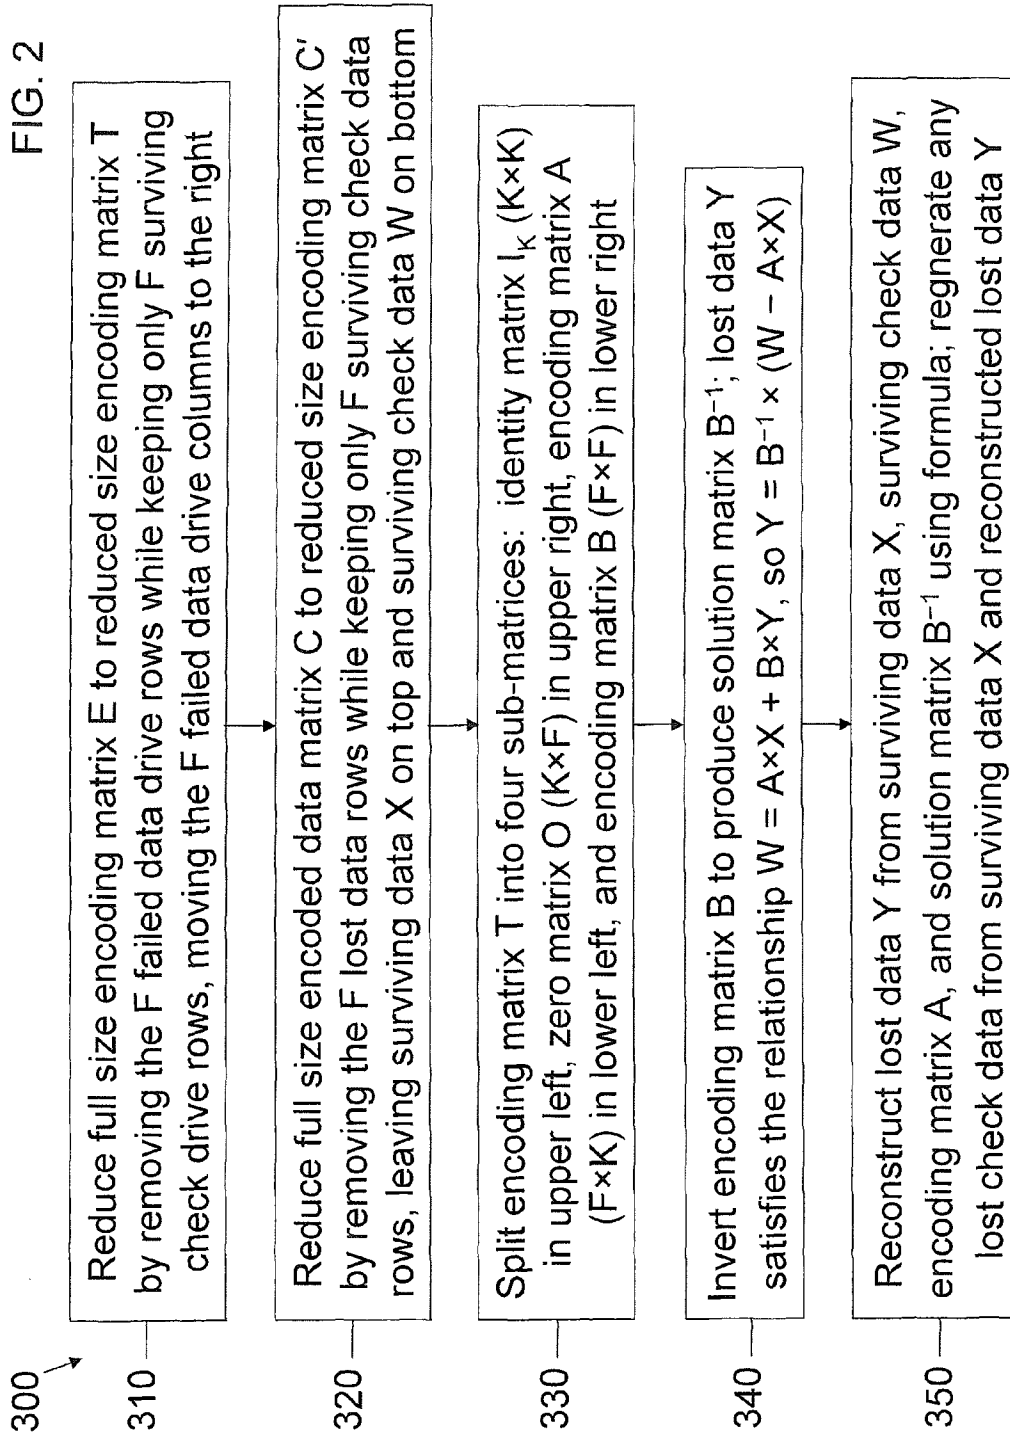 FIG. 2
300
310
Reduce full size encoding matrix E to reduced size encoding matrix T
by removing the F failed data drive rows while keeping only F surviving
check drive rows, moving the F failed data drive columns to the right
320
Reduce full size encoded data matrix C to reduced size encoding matrix C'
by removing the F lost data rows while keeping only F surviving check data
rows, leaving surviving data X on top and surviving check data W on bottom
330
Split encoding matrix T into four sub-matrices: identity matrix I_K (K×K)
in upper left, zero matrix O (K×F) in upper right, encoding matrix A
(F×K) in lower left, and encoding matrix B (F×F) in lower right
340
Invert encoding matrix B to produce solution matrix B⁻¹; lost data Y
satisfies the relationship W = A×X + B×Y, so Y = B⁻¹ × (W – A×X)
350
Reconstruct lost data Y from surviving data X, surviving check data W,
encoding matrix A, and solution matrix B⁻¹ using formula; regnerate any
lost check data from surviving data X and reconstructed lost data Y